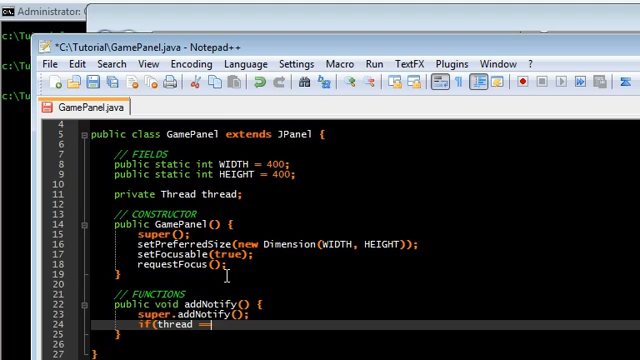 Administrator: C
c:\Tu
*C:\Tutorial\GamePanel.java - Notepad++
File Edit Search View Encoding Language Settings Macro Run TextFX Plugins Window ?
c:\Tu
c:\Tu
GamePanel.java
4
5 public class GamePanel extends JPanel {
6
7 // FIELDS
8 public static int WIDTH = 400;
9 public static int HEIGHT = 400;
10
11 private Thread thread;
12
13 // CONSTRUCTOR
14 public GamePanel() {
15 super();
16 setPreferredSize(new Dimension(WIDTH, HEIGHT));
17 setFocusable(true);
18 requestFocus();
19 }
20
21 // FUNCTIONS
22 public void addNotify() {
23 super.addNotify();
24 if(thread ==
25 }
26
27 }